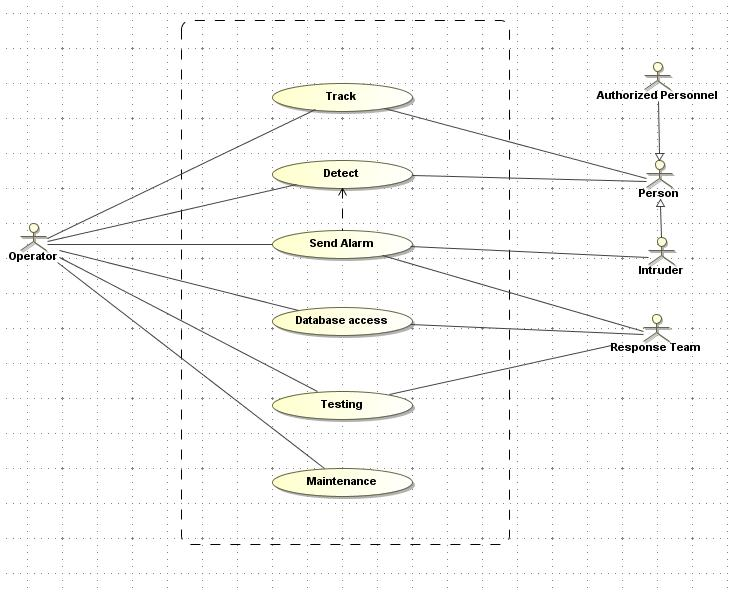 Track
Authorized Personnel
Detect
Person
Operator
Send Alarm
Intruder
Database access
Response Team
Testing
Maintenance